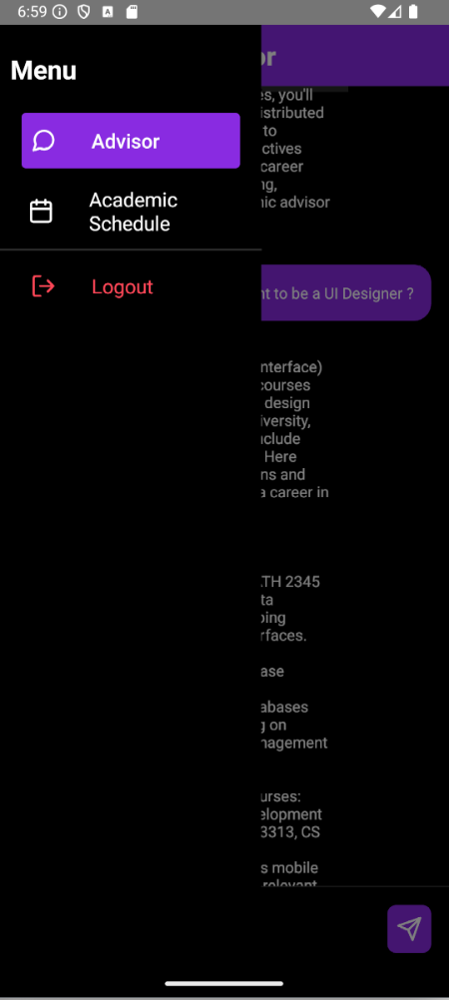 6:59
or
Menu
es, you'll
istributed
Advisor
to
ctives
career
ng,
Academic
nic advisor
Schedule
Logout
nt to be a UI Designer ?
nterface)
courses
design
iversity,
nclude
Here
ns and
a career in
TH 2345
ta
ping
rfaces.
ase
abases
g on
nagement
urses:
elopment
3313, CS
s mobile
relevant